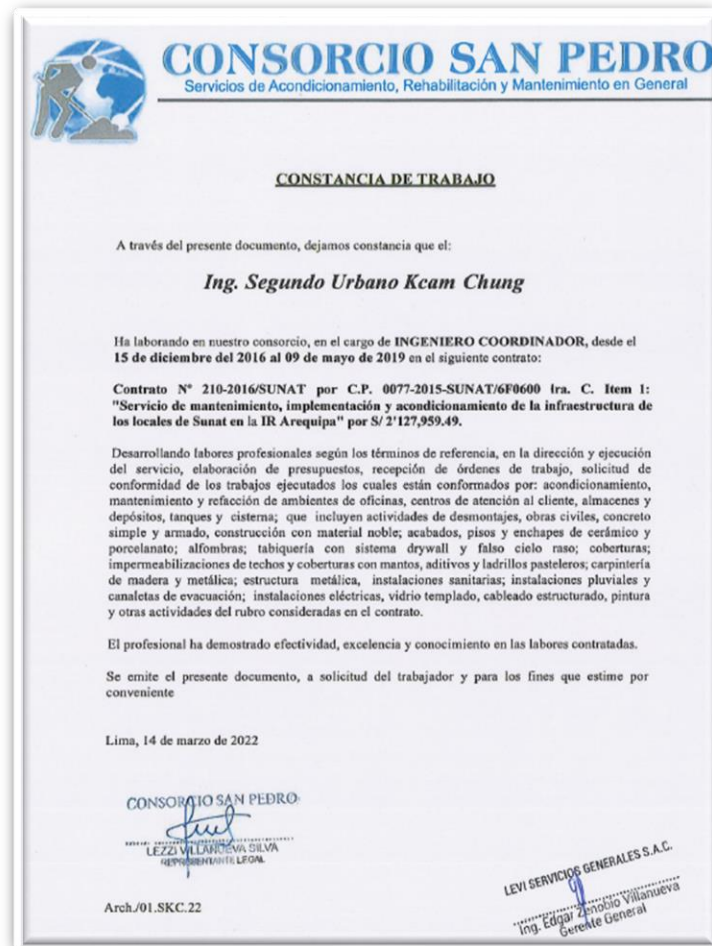 CONSORCIO SAN PEDRO
Servicios de Acondicionamiento, Rehabilitación y Mantenimiento en General
CONSTANCIA DE TRABAJO
A través del presente documento, dejamos constancia que el:
Ing. Segundo Urbano Kcam Chung
Ha laborando en nuestro consorcio, en el cargo de INGENIERO COORDINADOR, desde el
15 de diciembre del 2016 al 09 de mayo de 2019 en el siguiente contrato:
Contrato N° 210-2016/SUNAT por C.P. 0077-2015-SUNAT/6F0600 1ra. C. Item 1:
"Servicio de mantenimiento, implementación y acondicionamiento de la infraestructura de
los locales de Sunat en la IR Arequipa" por S/ 2'127,959.49.
Desarrollando labores profesionales según los términos de referencia, en la dirección y ejecución
del servicio, elaboración de presupuestos, recepción de órdenes de trabajo, solicitud de
conformidad de los trabajos ejecutados los cuales están conformados por: acondicionamiento,
mantenimiento y refacción de ambientes de oficinas, centros de atención al cliente, almacenes y
depósitos, tanques y cisterna; que incluyen actividades de desmontajes, obras civiles, concreto
simple y armado, construcción con material noble; acabados, pisos y enchapes de cerámico y
porcelanato; alfombras; tabiquería con sistema drywall y falso cielo raso; coberturas;
impermeabilizaciones de techos y coberturas con mantos, aditivos y ladrillos pasteleros; carpintería
de madera y metálica; estructura metálica, instalaciones sanitarias; instalaciones pluviales y
canaletas de evacuación; instalaciones eléctricas, vidrio templado, cableado estructurado, pintura
y otras actividades del rubro consideradas en el contrato.
El profesional ha demostrado efectividad, excelencia y conocimiento en las labores contratadas.
Se emite el presente documento, a solicitud del trabajador y para los fines que estime por
conveniente
Lima, 14 de marzo de 2022
CONSORCIO SAN PEDRO
LEZZI VILLANUEVA SILVA
REPRESENTANTE LEGAL
LEVI SERVICIOS GENERALES S.A.C.
Ing. Edgar Zenobio Villanueva
Gerente General
Arch./01.SKC.22